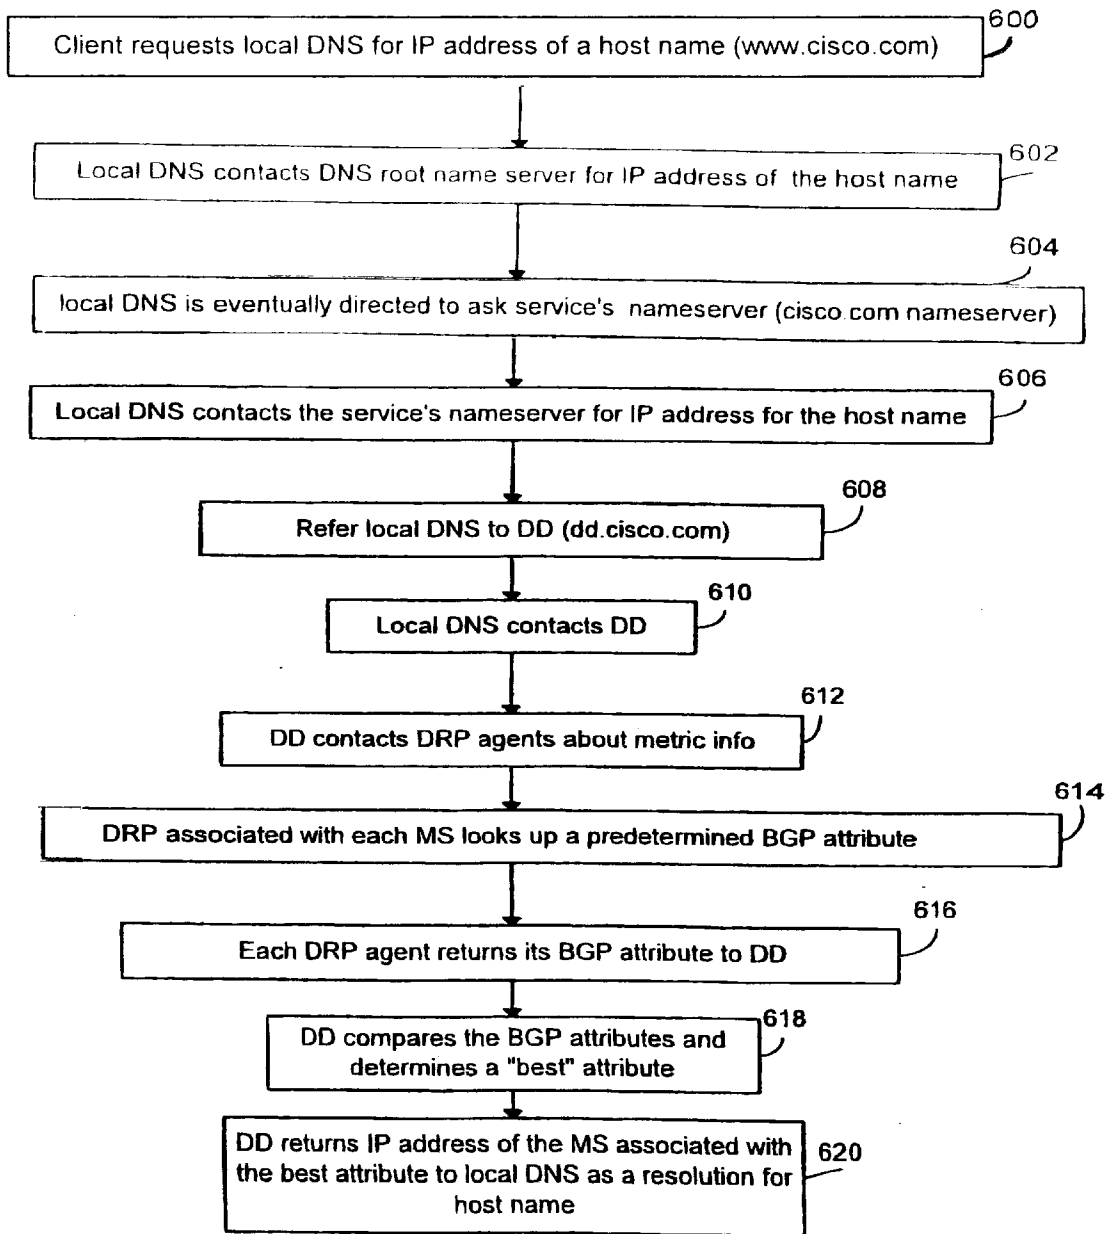 600
Client requests local DNS for IP address of a host name (www.cisco.com)
602
Local DNS contacts DNS root name server for IP address of the host name
604
local DNS is eventually directed to ask service's nameserver (cisco.com nameserver)
606
Local DNS contacts the service's nameserver for IP address for the host name
608
Refer local DNS to DD (dd.cisco.com)
610
Local DNS contacts DD
612
DD contacts DRP agents about metric info
614
DRP associated with each MS looks up a predetermined BGP attribute
616
Each DRP agent returns its BGP attribute to DD
618
DD compares the BGP attributes and
determines a "best" attribute
620
DD returns IP address of the MS associated with
the best attribute to local DNS as a resolution for
host name